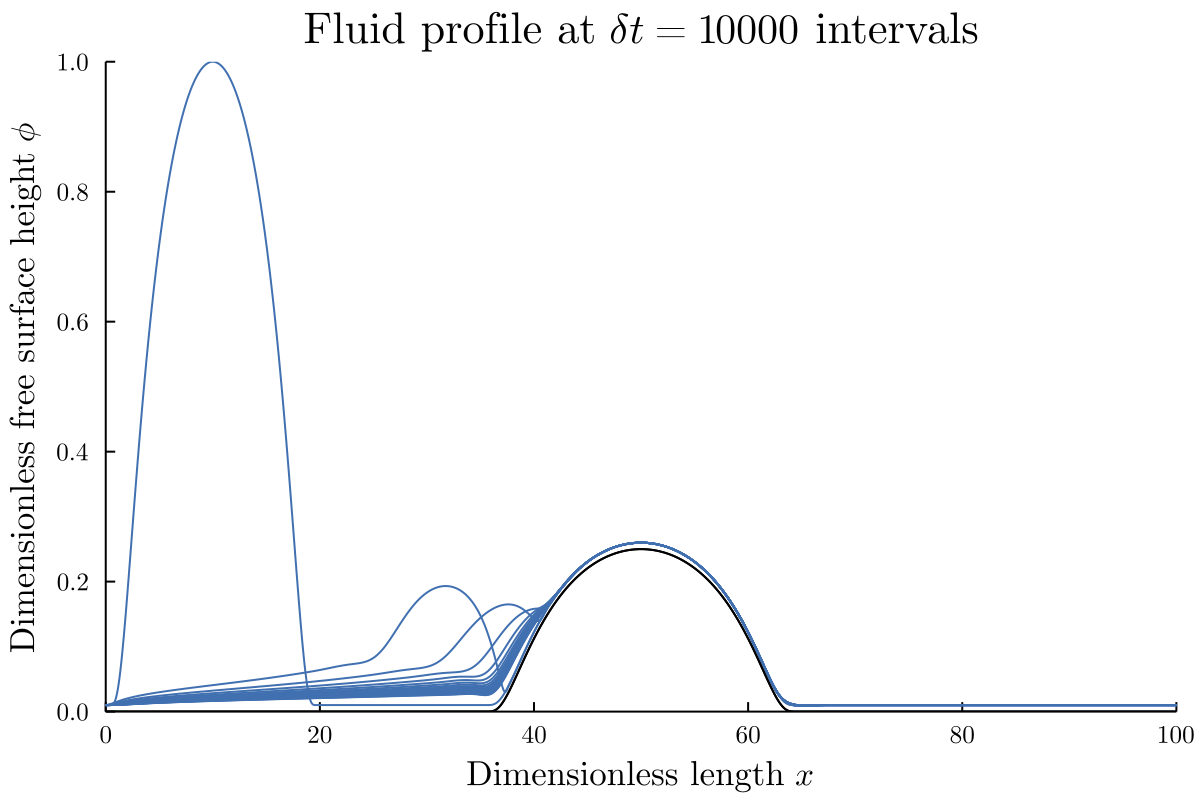 Fluid profile at δt = 10000 intervals
Dimensionless free surface height ϕ
1.0
0.8
0.6
0.4
0.2
0.0
0 20 40 60 80 100
Dimensionless length x